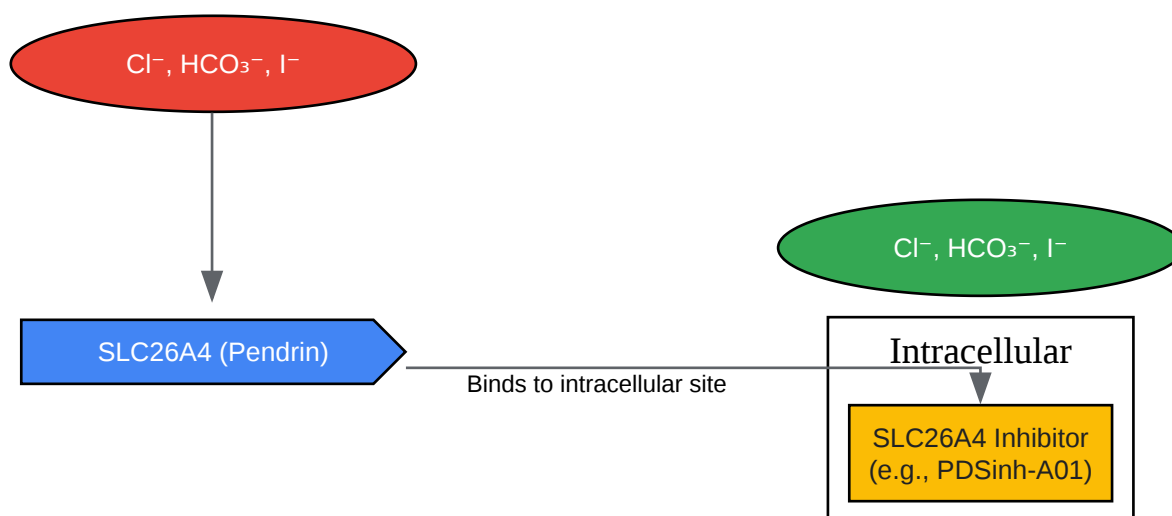 Cl⁻, HCO₃⁻, I⁻
Cl⁻, HCO₃⁻, I⁻
SLC26A4 (Pendrin)
Intracellular
Binds to intracellular site
SLC26A4 Inhibitor
(e.g., PDSinh-A01)